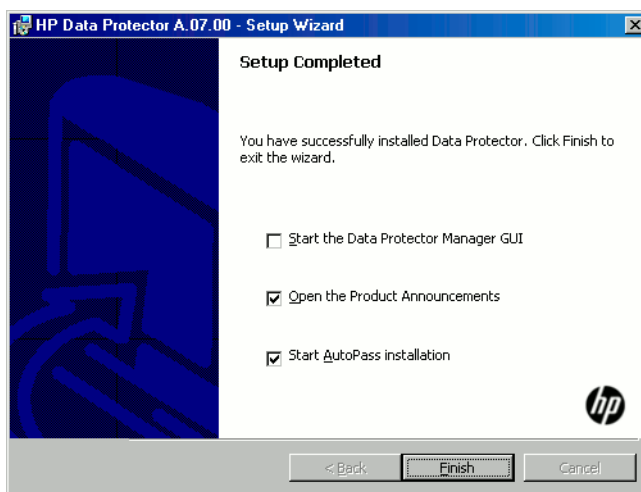 HP Data Protector A.07.00 - Setup Wizard
Setup Completed
You have successfully installed Data Protector. Click Finish to
exit the wizard.
Start the Data Protector Manager GUI
Open the Product Announcements
Start AutoPass installation
hp
< Back Finish Cancel